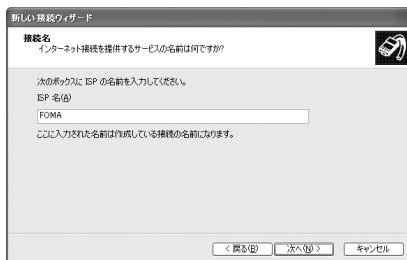 新しい接続ウィザード
接続名
インターネット接続を提供するサービスの名前は何ですか?
次のボックスに ISP の名前を入力してください。
ISP 名(A)
FOMA
ここに入力された名前は作成している接続の名前になります。
< 戻る(B)
次へ(N) >
キャンセル